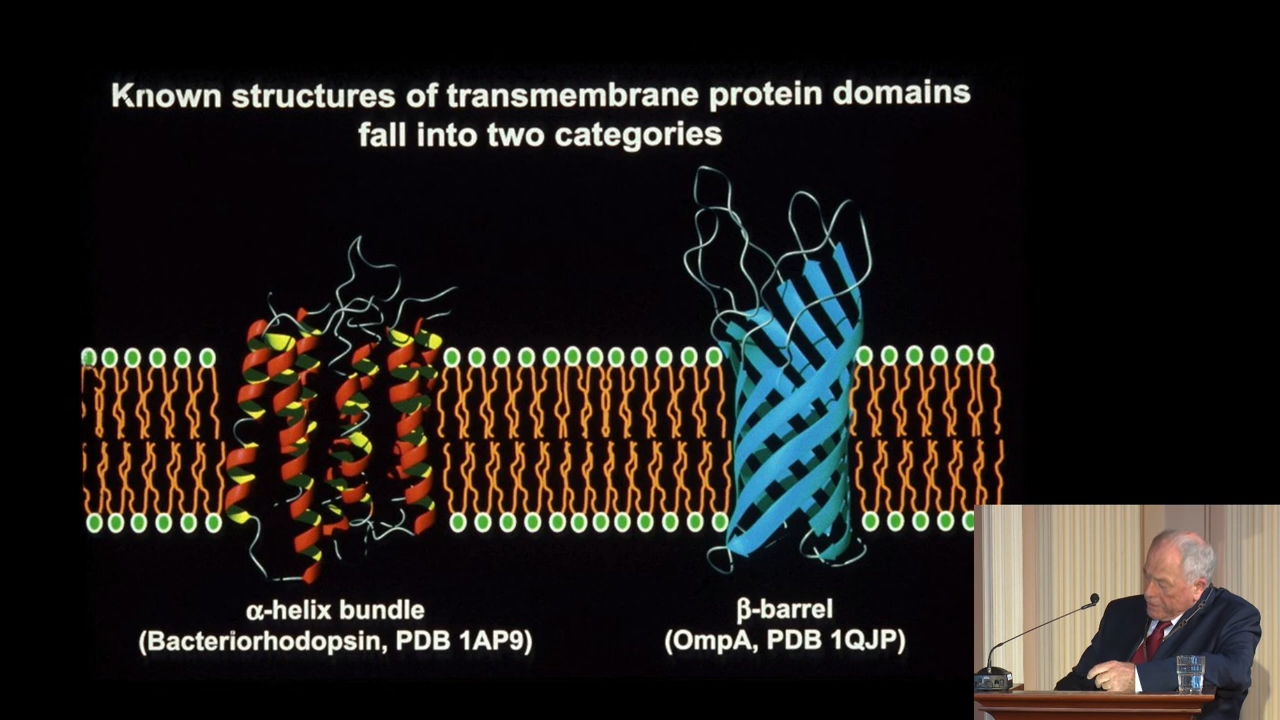 Known structures of transmembrane protein domains
fall into two categories
α-helix bundle
(Bacteriorhodopsin, PDB 1AP9)
β-barrel
(OmpA, PDB 1QJP)